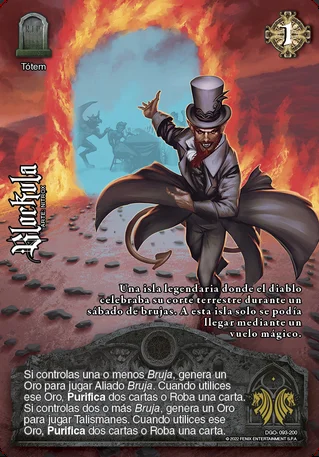 1
Tótem
Blockula
Una isla legendaria donde el diablo
celebraba su corte terrestre durante un
sábado de brujas. A esta isla solo se podía
llegar mediante un
vuelo mágico.
Si controlas una o menos Bruja, genera un
Oro para jugar Aliado Bruja. Cuando utilices
ese Oro, Purifica dos cartas o Roba una carta.
Si controlas dos o más Bruja, genera un Oro
para jugar Talismanes. Cuando utilices ese
Oro, Purifica dos cartas o Roba una carta.
DGO- 093-200
© 2022 FENIX ENTERTAINMENT S.P.A.